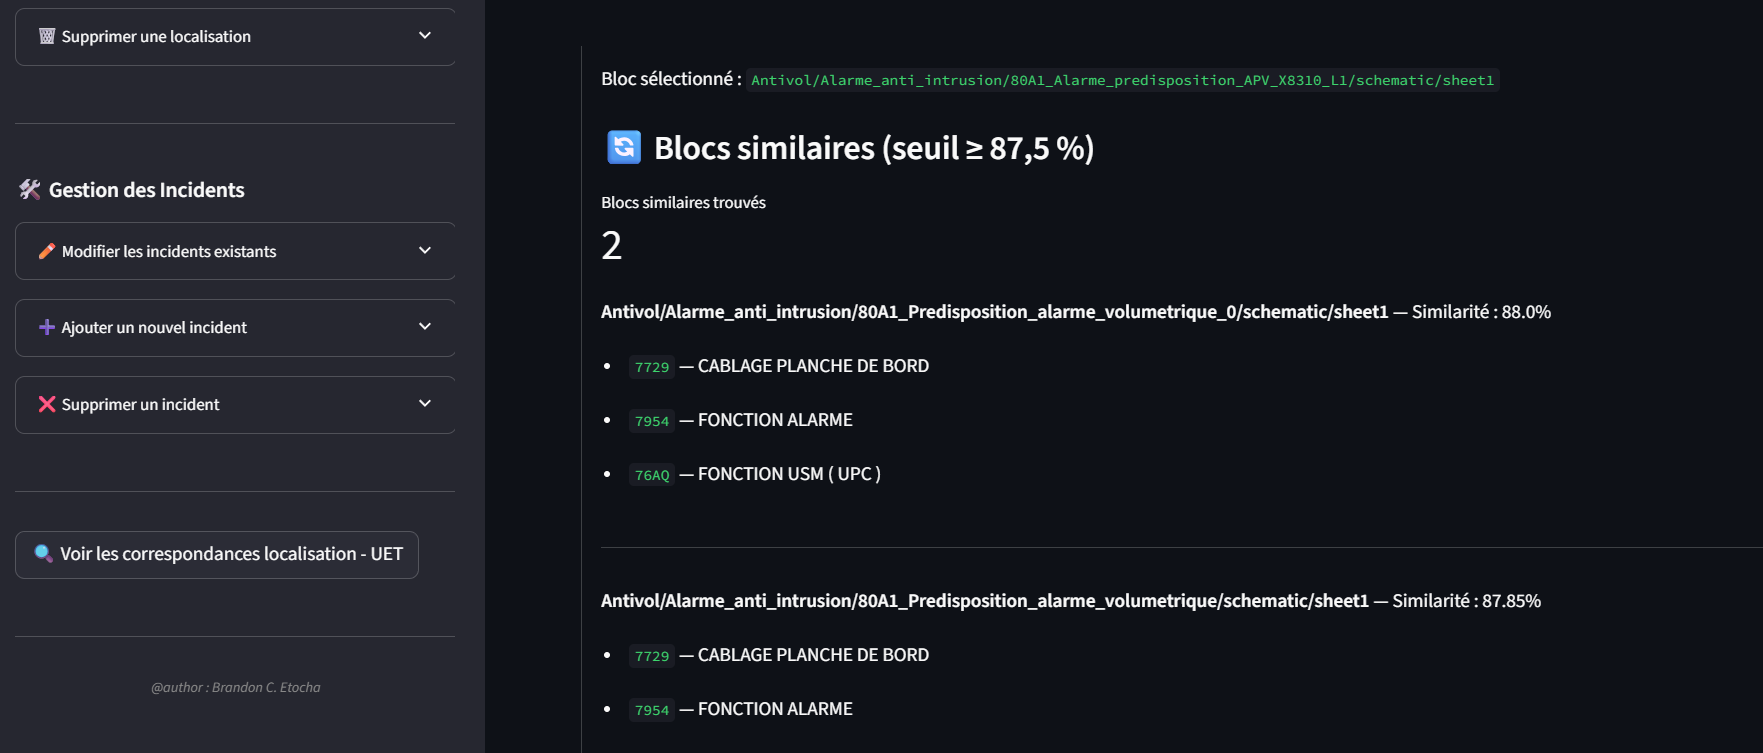 Supprimer une localisation
Gestion des Incidents
Modifier les incidents existants
Ajouter un nouvel incident
Supprimer un incident
Voir les correspondances localisation - UET
@author : Brandon C. Etocha
Bloc sélectionné : Antivol/Alarme_anti_intrusion/80A1_Alarme_predisposition_APV_X8310_L1/schematic/sheet1
Blocs similaires (seuil ≥ 87,5 %)
Blocs similaires trouvés
2
Antivol/Alarme_anti_intrusion/80A1_Predisposition_alarme_volumetrique_0/schematic/sheet1 — Similarité : 88.0%
• 7729 — CABLAGE PLANCHE DE BORD
• 7954 — FONCTION ALARME
• 76AQ — FONCTION USM ( UPC )
Antivol/Alarme_anti_intrusion/80A1_Predisposition_alarme_volumetrique/schematic/sheet1 — Similarité : 87.85%
• 7729 — CABLAGE PLANCHE DE BORD
• 7954 — FONCTION ALARME